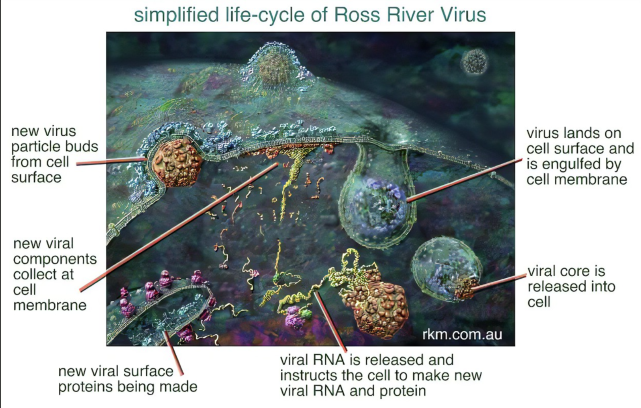 simplified life-cycle of Ross River Virus
new virus
particle buds
from cell
surface
virus lands on
cell surface and
is engulfed by
cell membrane
new viral
components
collect at
cell
membrane
viral core is
released into
cell
rkm.com.au
new viral surface
proteins being made
viral RNA is released and
instructs the cell to make new
viral RNA and protein